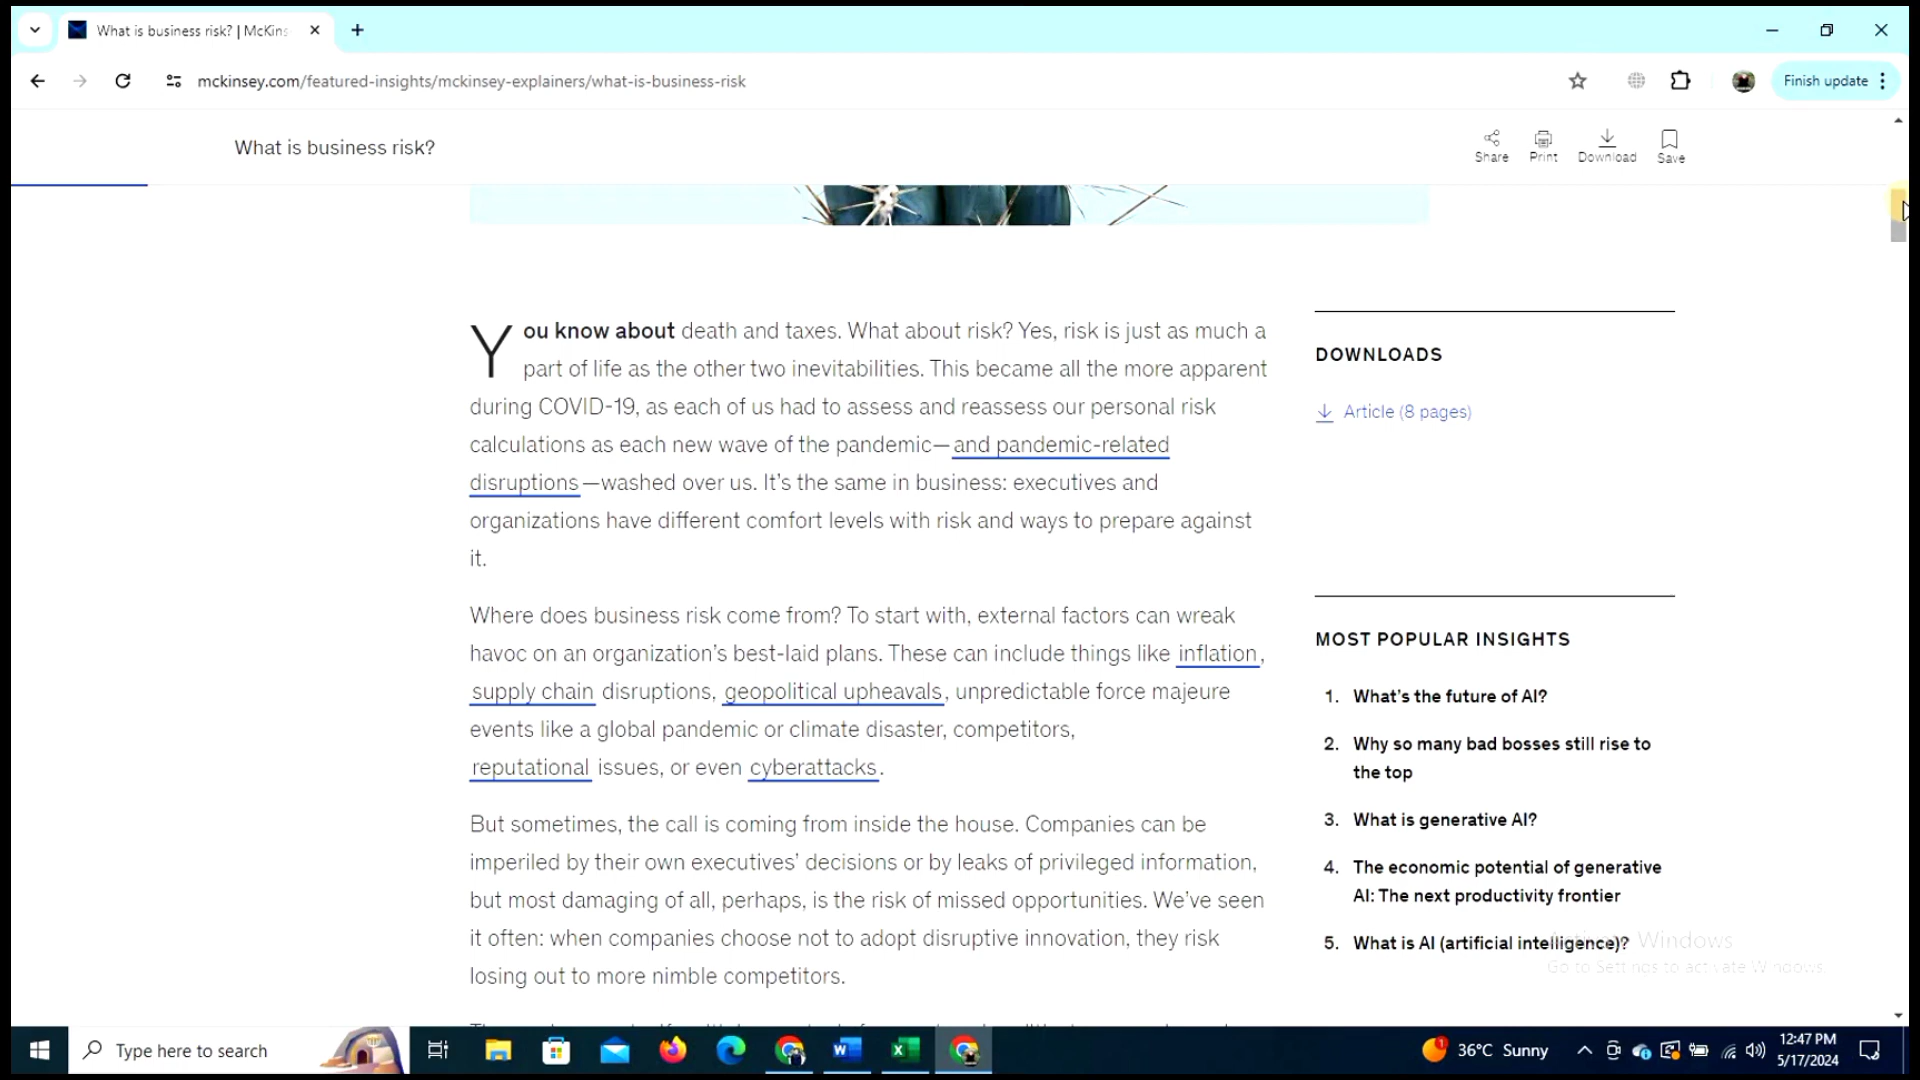 What is business risk? | McKins
mckinsey.com/featured-insights/mckinsey-explainers/what-is-business-risk
Finish update
What is business risk?
Share
Print
Download
Save
You know about death and taxes. What about risk? Yes, risk is just as much a
part of life as the other two inevitabilities. This became all the more apparent
during COVID-19, as each of us had to assess and reassess our personal risk
calculations as each new wave of the pandemic—and pandemic-related
disruptions—washed over us. It’s the same in business: executives and
organizations have different comfort levels with risk and ways to prepare against
it.
Where does business risk come from? To start with, external factors can wreak
havoc on an organization’s best-laid plans. These can include things like inflation,
supply chain disruptions, geopolitical upheavals, unpredictable force majeure
events like a global pandemic or climate disaster, competitors,
reputational issues, or even cyberattacks.
But sometimes, the call is coming from inside the house. Companies can be
imperiled by their own executives’ decisions or by leaks of privileged information,
but most damaging of all, perhaps, is the risk of missed opportunities. We’ve seen
it often: when companies choose not to adopt disruptive innovation, they risk
losing out to more nimble competitors.
DOWNLOADS
Article (8 pages)
MOST POPULAR INSIGHTS
1. What’s the future of AI?
2. Why so many bad bosses still rise to
the top
3. What is generative AI?
4. The economic potential of generative
AI: The next productivity frontier
5. What is AI (artificial intelligence)?
Activate Windows
Go to Settings to activate Windows.
Type here to search
36°C Sunny
12:47 PM
5/17/2024